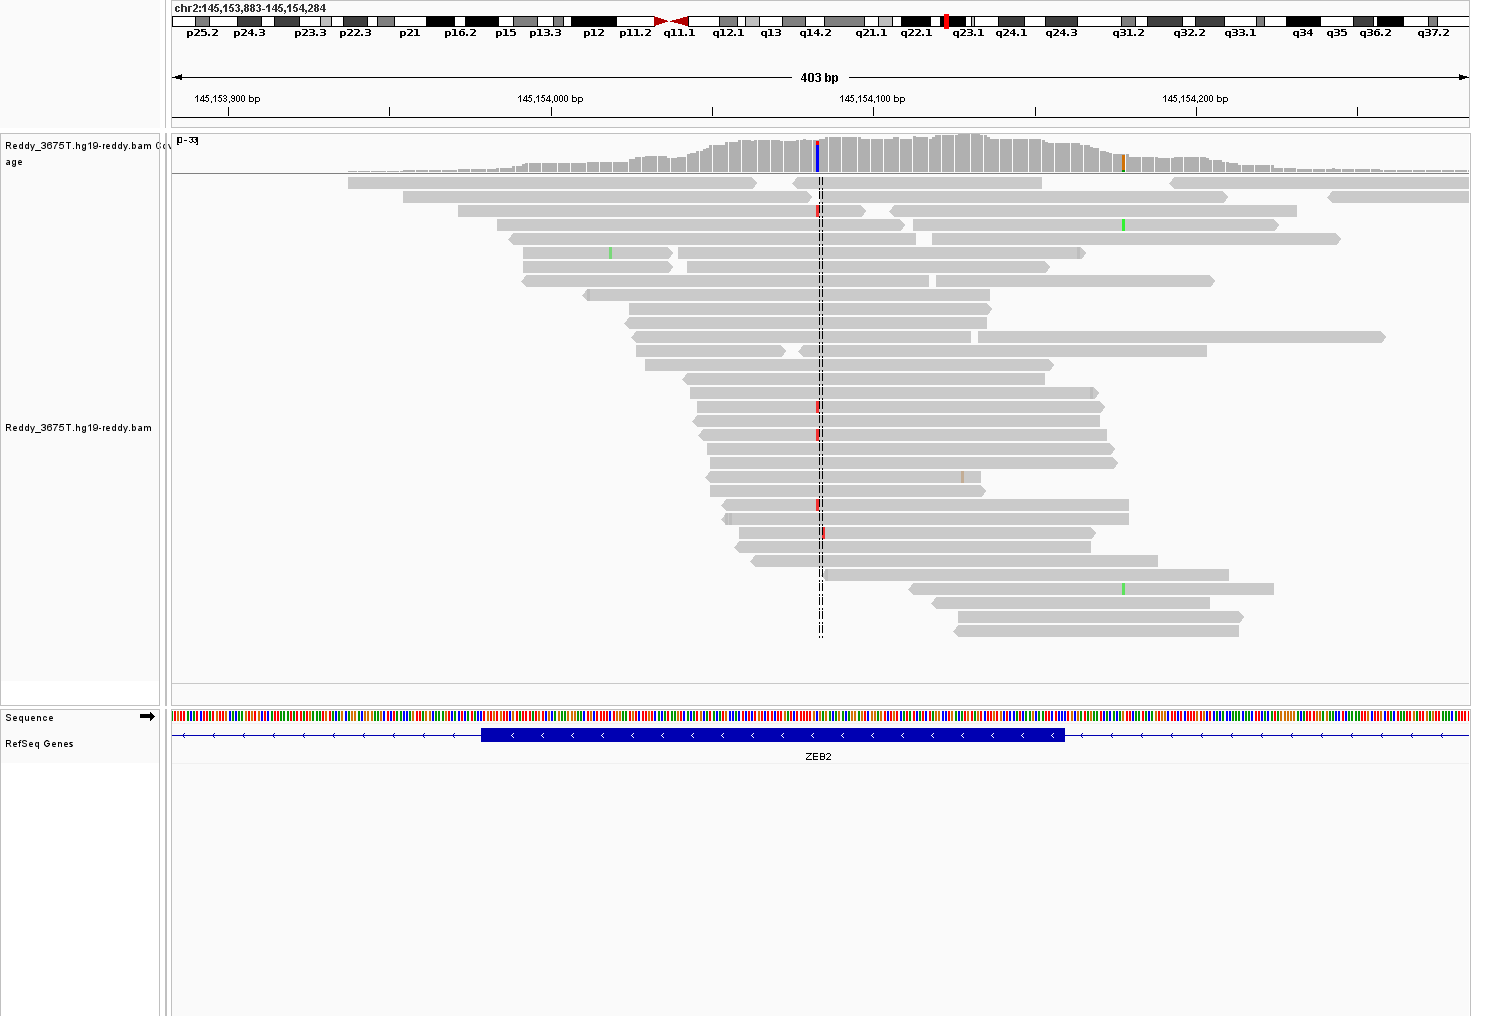 chr2:145,153,883-145,154,284
p25.2 p24.3 p23.3 p22.3 p21 p16.2 p15 p13.3 p12 p11.2 q11.1 q12.1 q13 q14.2 q21.1 q22.1 q23.1 q24.1 q24.3 q31.2 q32.2 q33.1 q34 q35 q36.2 q37.2
403 bp
145,153,900 bp 145,154,000 bp 145,154,100 bp 145,154,200 bp
Reddy_3675T.hg19-reddy.bam Cov
age
[0-33]
Reddy_3675T.hg19-reddy.bam
Sequence
RefSeq Genes
ZEB2